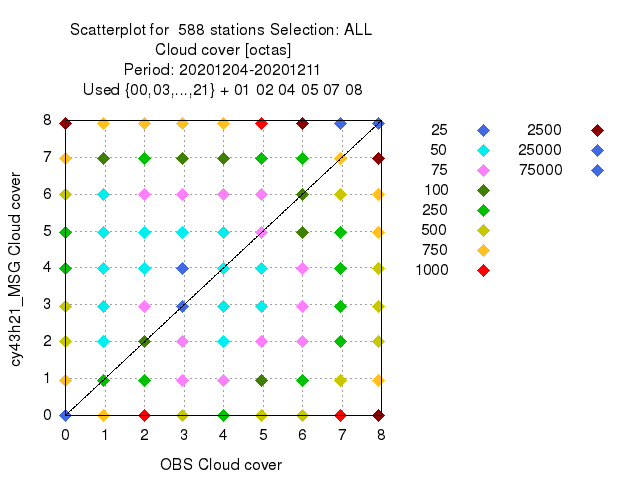 Scatterplot for  588 stations Selection: ALL
Cloud cover [octas]
Period: 20201204-20201211
Used {00,03,...,21} + 01 02 04 05 07 08
8
7
6
5
4
3
2
1
0
cy43h21_MSG Cloud cover
0 1 2 3 4 5 6 7 8
OBS Cloud cover
25
50
75
100
250
500
750
1000
2500
25000
75000